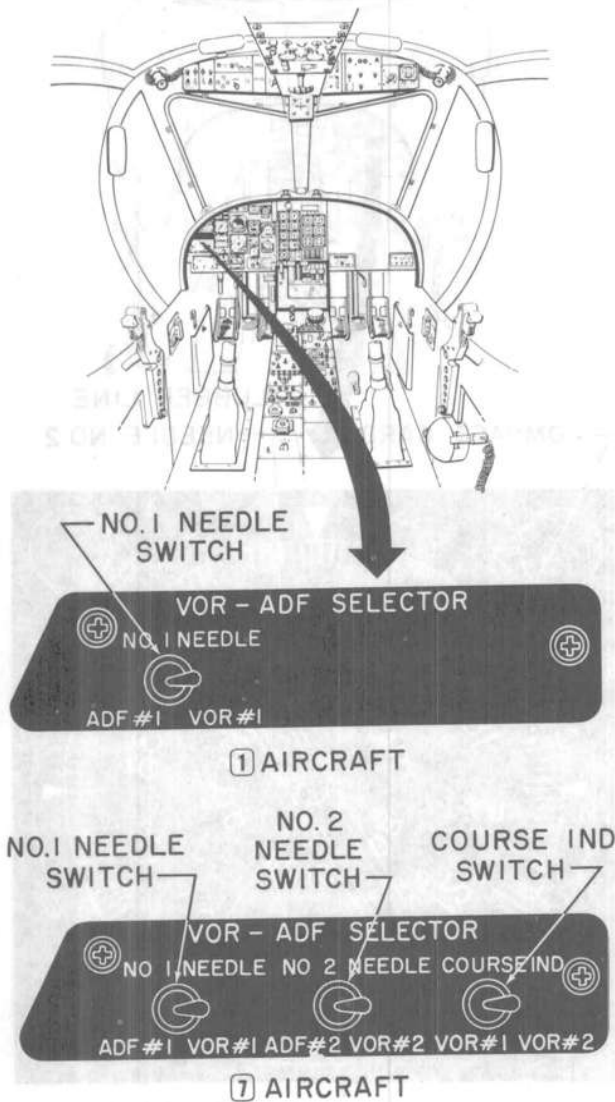 NO.1 NEEDLE
SWITCH
VOR – ADF SELECTOR
NO. 1 NEEDLE
ADF #1 VOR #1
1 AIRCRAFT
NO.1 NEEDLE
SWITCH
NO. 2
NEEDLE
SWITCH
COURSE IND
SWITCH
VOR – ADF SELECTOR
NO 1 NEEDLE NO 2 NEEDLE COURSE IND
ADF #1 VOR #1 ADF #2 VOR #2 VOR #1 VOR #2
7 AIRCRAFT